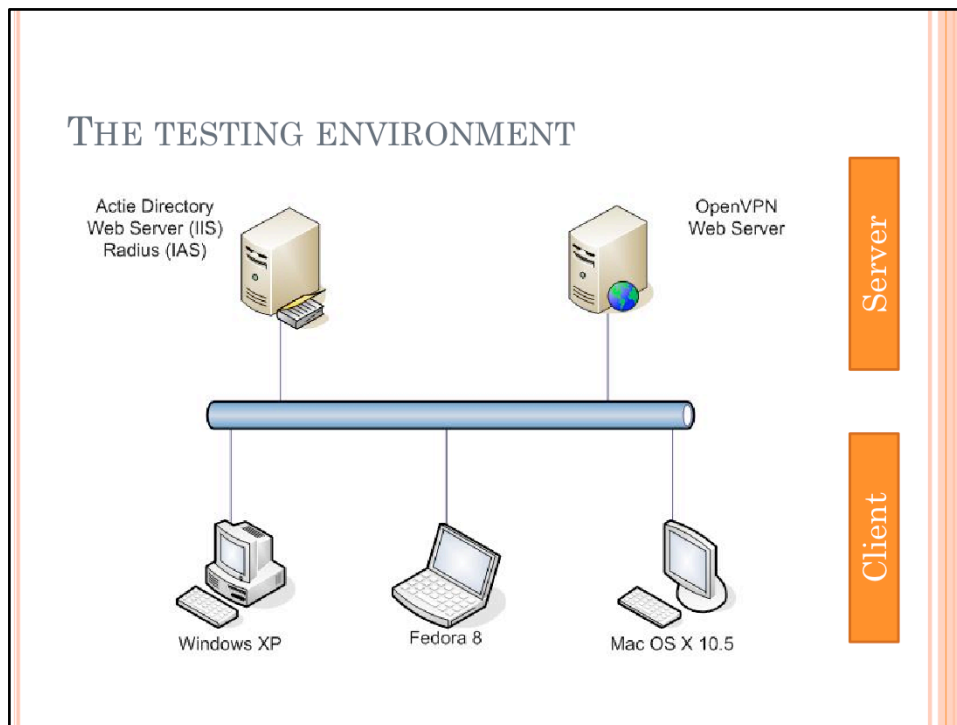 THE TESTING ENVIRONMENT
Actie Directory
Web Server (IIS)
Radius (IAS)
OpenVPN
Web Server
Server
Client
Windows XP
Fedora 8
Mac OS X 10.5